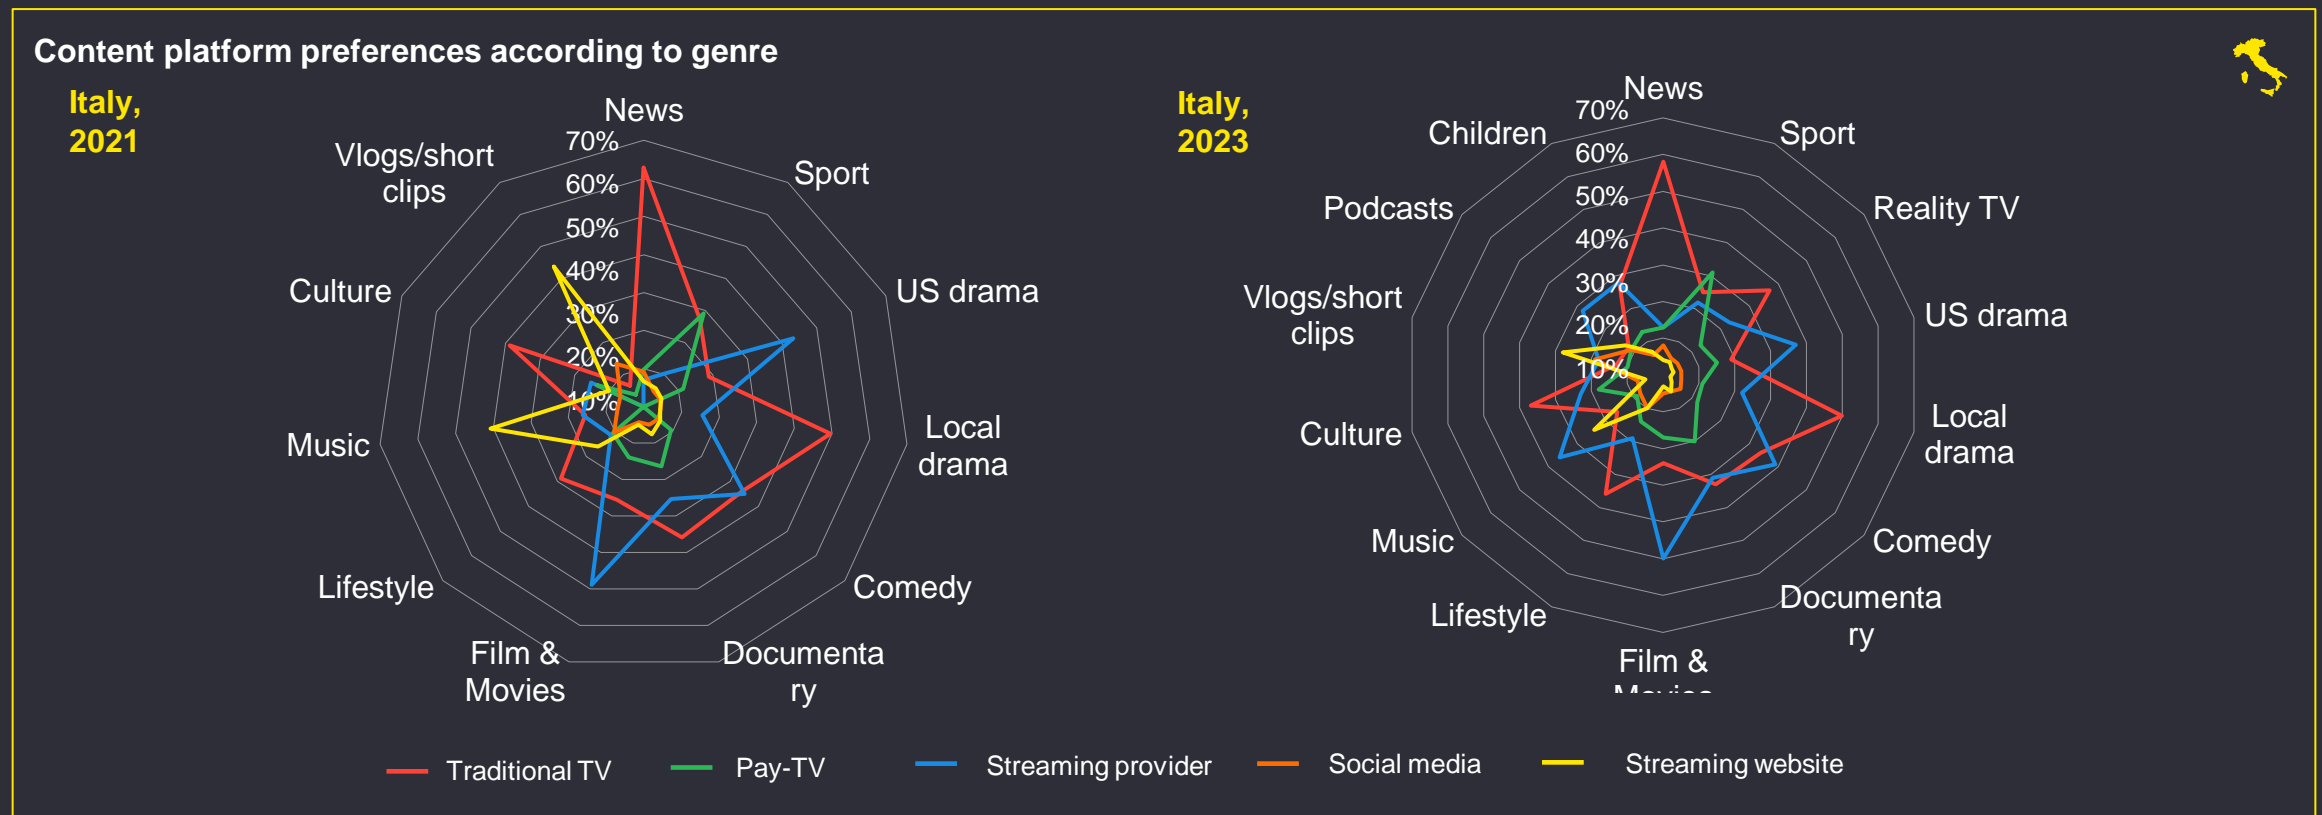 Content platform preferences according to genre
Italy,
2021
News
70%
60%
50%
40%
30%
20%
10%
Sport
US drama
Local
drama
Comedy
Documenta
ry
Film &
Movies
Lifestyle
Music
Culture
Vlogs/short
clips
Italy,
2023
News
70%
60%
50%
40%
30%
20%
10%
Sport
Reality TV
US drama
Local
drama
Comedy
Documenta
ry
Film &
Movies
Lifestyle
Music
Culture
Vlogs/short
clips
Podcasts
Children
Traditional TV
Pay-TV
Streaming provider
Social media
Streaming website